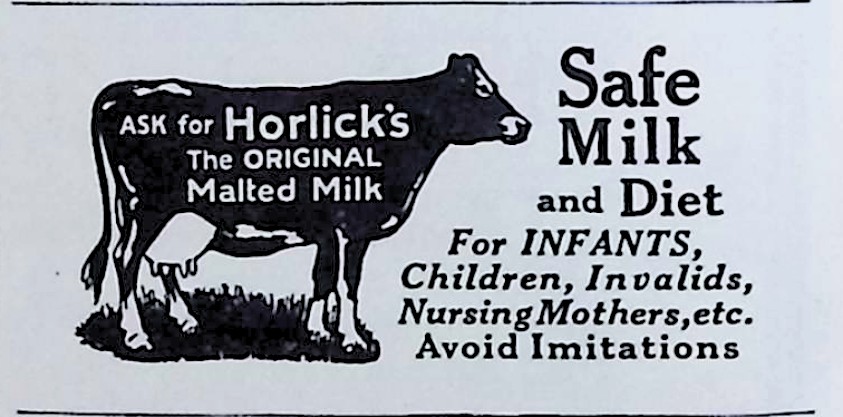 ASK for Horlick's
The ORIGINAL
Malted Milk
Safe
Milk
and Diet
For INFANTS,
Children, Invalids,
Nursing Mothers, etc.
Avoid Imitations